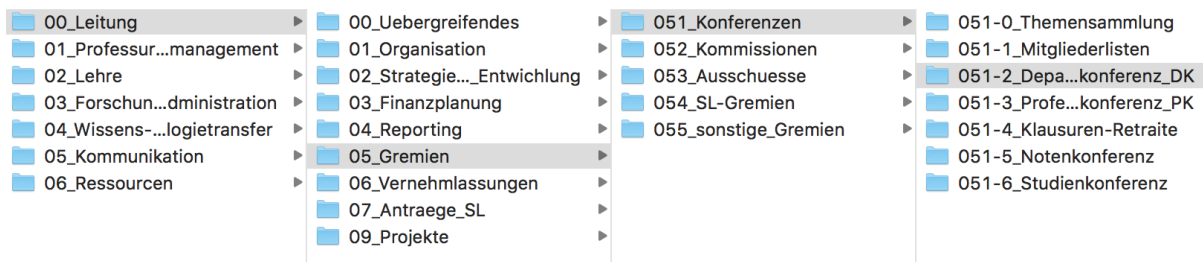 00_Leitung
01_Professur...management
02_Lehre
03_Forschun...dministration
04_Wissens-...logietransfer
05_Kommunikation
06_Ressourcen
00_Uebergreifendes
01_Organisation
02_Strategie..._Entwichlung
03_Finanzplanung
04_Reporting
05_Gremien
06_Vernehmlassungen
07_Antraege_SL
09_Projekte
051_Konferenzen
052_Kommissionen
053_Ausschuesse
054_SL-Gremien
055_sonstige_Gremien
051-0_Themensammlung
051-1_Mitgliederlisten
051-2_Depa...konferenz_DK
051-3_Profe...konferenz_PK
051-4_Klausuren-Retraite
051-5_Notenkonferenz
051-6_Studienkonferenz